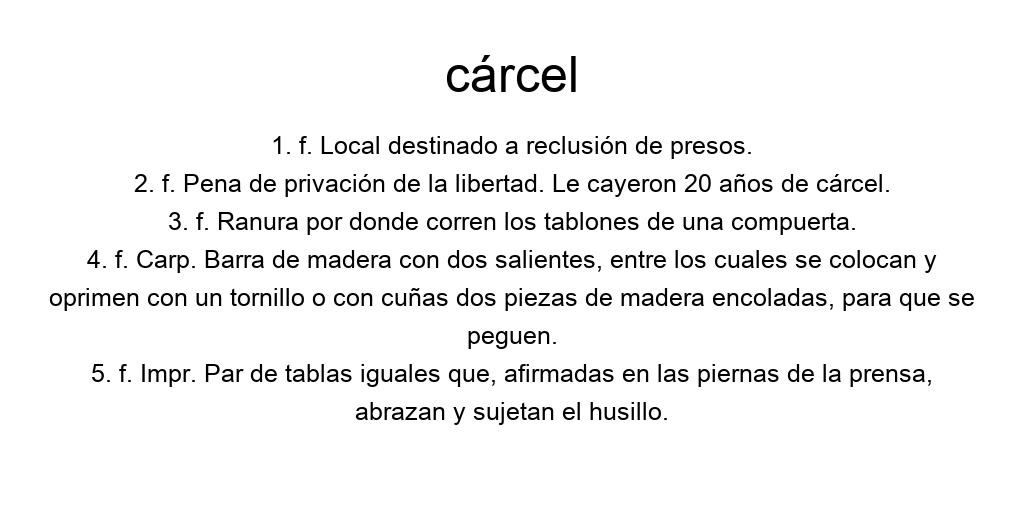 cárcel
1. f. Local destinado a reclusión de presos.
2. f. Pena de privación de la libertad. Le cayeron 20 años de cárcel.
3. f. Ranura por donde corren los tablones de una compuerta.
4. f. Carp. Barra de madera con dos salientes, entre los cuales se colocan y
oprimen con un tornillo o con cuñas dos piezas de madera encoladas, para que se
peguen.
5. f. Impr. Par de tablas iguales que, afirmadas en las piernas de la prensa,
abrazan y sujetan el husillo.